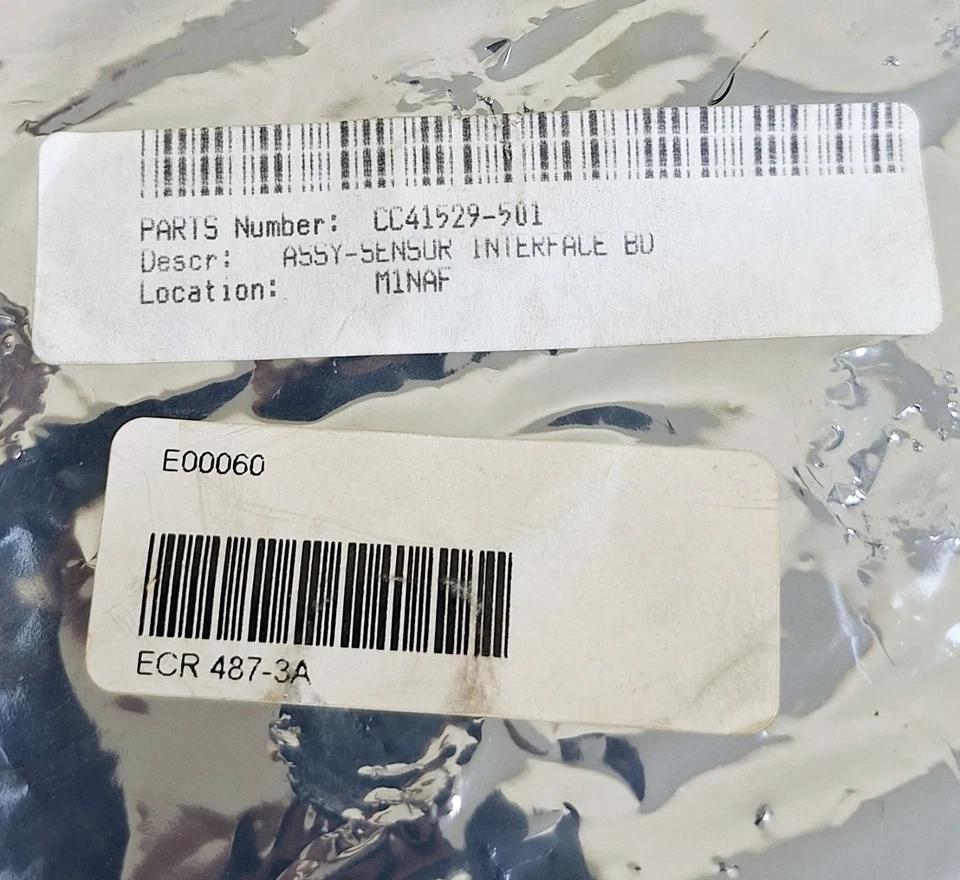 PARTS Number: CC41529-501
Descr: ASSY-SENSOR INTERFACE BD
Location: M1NAF
E00060
ECR 487-3A